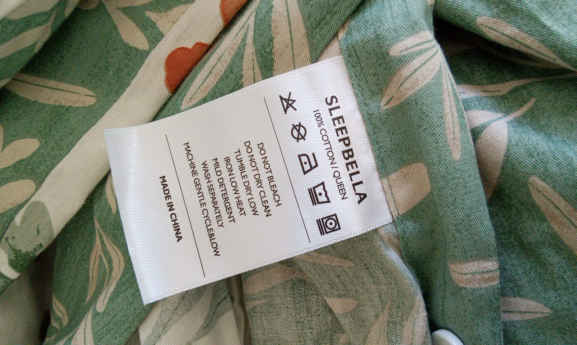 SLEEPBELLA
100% COTTON / QUEEN
DO NOT BLEACH
DO NOT DRY CLEAN
TUMBLE DRY LOW
IRON LOW HEAT
MILD DETERGENT
WASH SEPARATELY
MACHINE GENTLE CYCLE&LOW
MADE IN CHINA